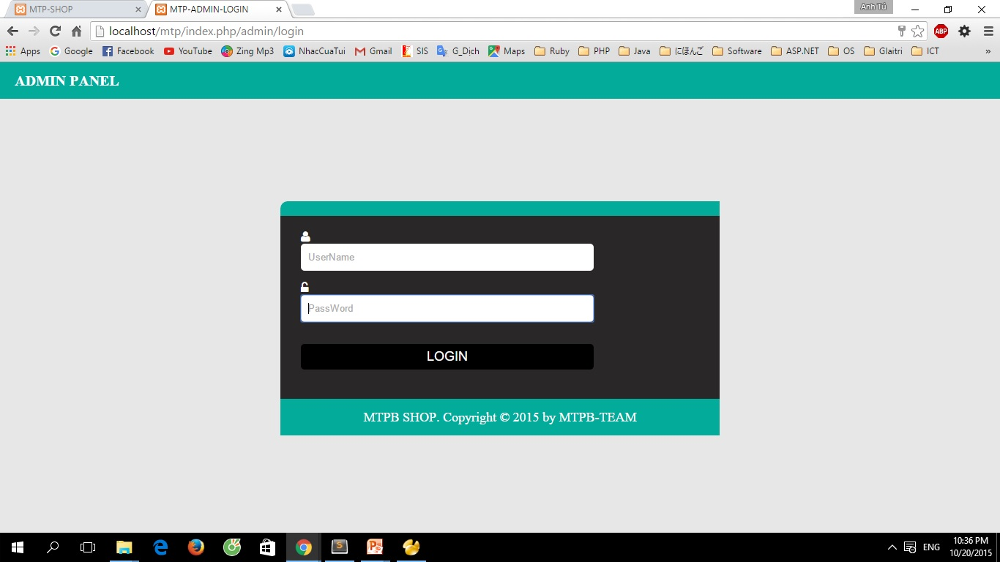 MTP-SHOP
MTP-ADMIN-LOGIN
Anh Tú
localhost/mtp/index.php/admin/login
ABP
Apps Google Facebook YouTube Zing Mp3 NhacCuaTui Gmail SIS G_Dịch Maps Ruby PHP Java にほんご Software ASP.NET OS Glaitri ICT »
ADMIN PANEL
UserName
PassWord
LOGIN
MTPB SHOP. Copyright © 2015 by MTPB-TEAM
ENG
10:36 PM
10/20/2015